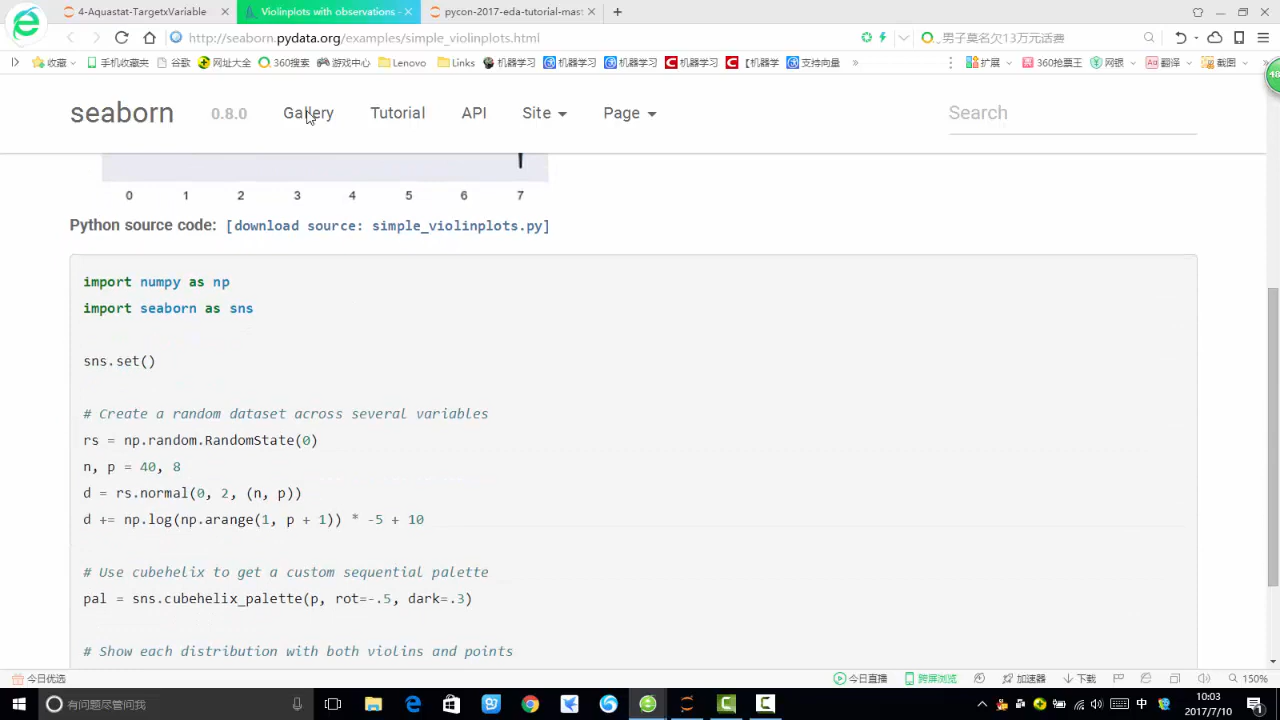 4-Aquastat-TargetxVariable
Violinplots with observations -
pycon-2017-eda-tutorial-mast
http://seaborn.pydata.org/examples/simple_violinplots.html
男子莫名欠13万元话费
收藏 手机收藏夹 谷歌 网址大全 360搜索 游戏中心 Lenovo Links 机器学习 机器学习 机器学习 机器学习 【机器学 支持向量 » 扩展 360抢票王 网银 翻译 截图 »
48
seaborn 0.8.0 Gallery Tutorial API Site Page Search
0 1 2 3 4 5 6 7
Python source code: [download source: simple_violinplots.py]
import numpy as np
import seaborn as sns
sns.set()
# Create a random dataset across several variables
rs = np.random.RandomState(0)
n, p = 40, 8
d = rs.normal(0, 2, (n, p))
d += np.log(np.arange(1, p + 1)) * -5 + 10
# Use cubehelix to get a custom sequential palette
pal = sns.cubehelix_palette(p, rot=-.5, dark=.3)
# Show each distribution with both violins and points
今日优选 今日直播 跨屏浏览 加速器 下载 150%
有问题尽管问我
中
10:03
2017/7/10